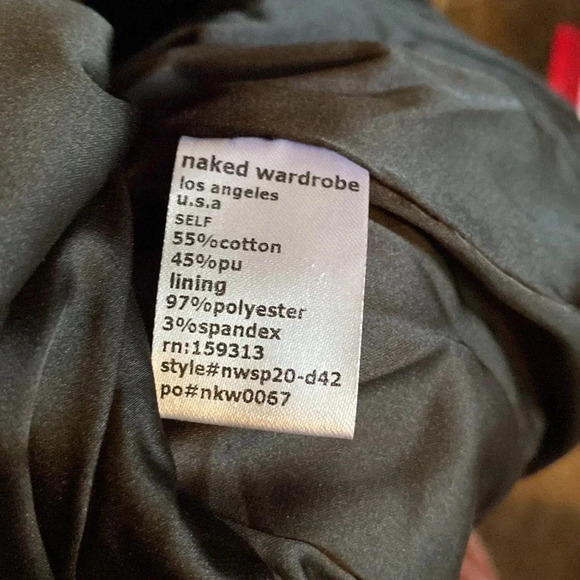 naked wardrobe
los angeles
u.s.a
SELF
55%cotton
45%pu
lining
97%polyester
3%spandex
rn:159313
style#nwsp20-d42
po#nkw0067